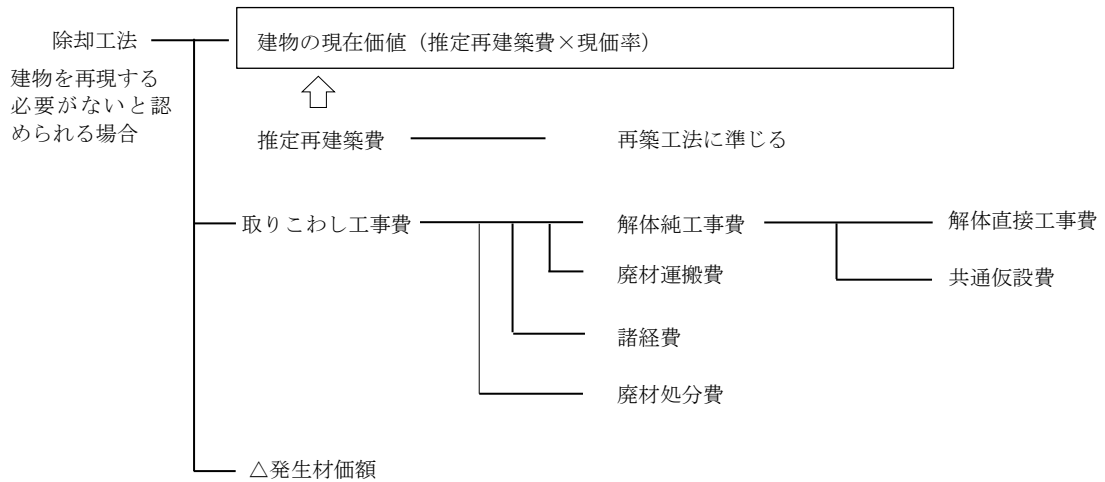 除却工法
建物の現在価値（推定再建築費×現価率）
建物を再現する
必要がないと認
められる場合
推定再建築費
再築工法に準じる
取りこわし工事費
解体純工事費
解体直接工事費
廃材運搬費
共通仮設費
諸経費
廃材処分費
△発生材価額